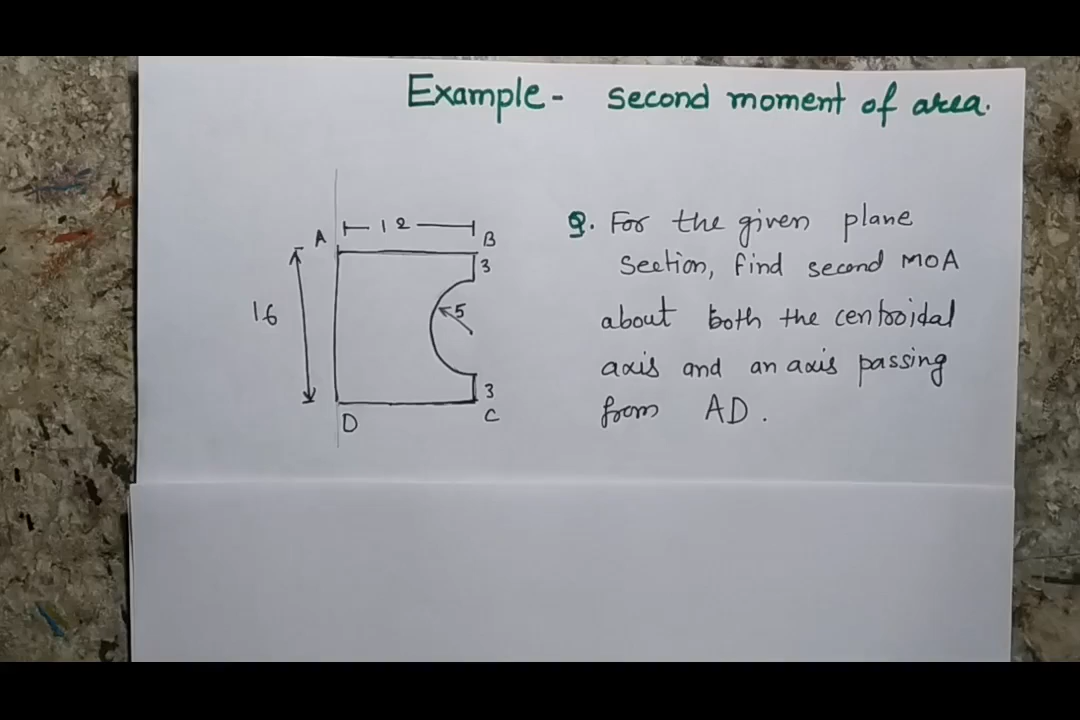 Example - second moment of area.
12
A
B
3
16
5
3
D
C
Q. For the given plane
section, find second MOA
about both the centroidal
axis and an axis passing
from AD.